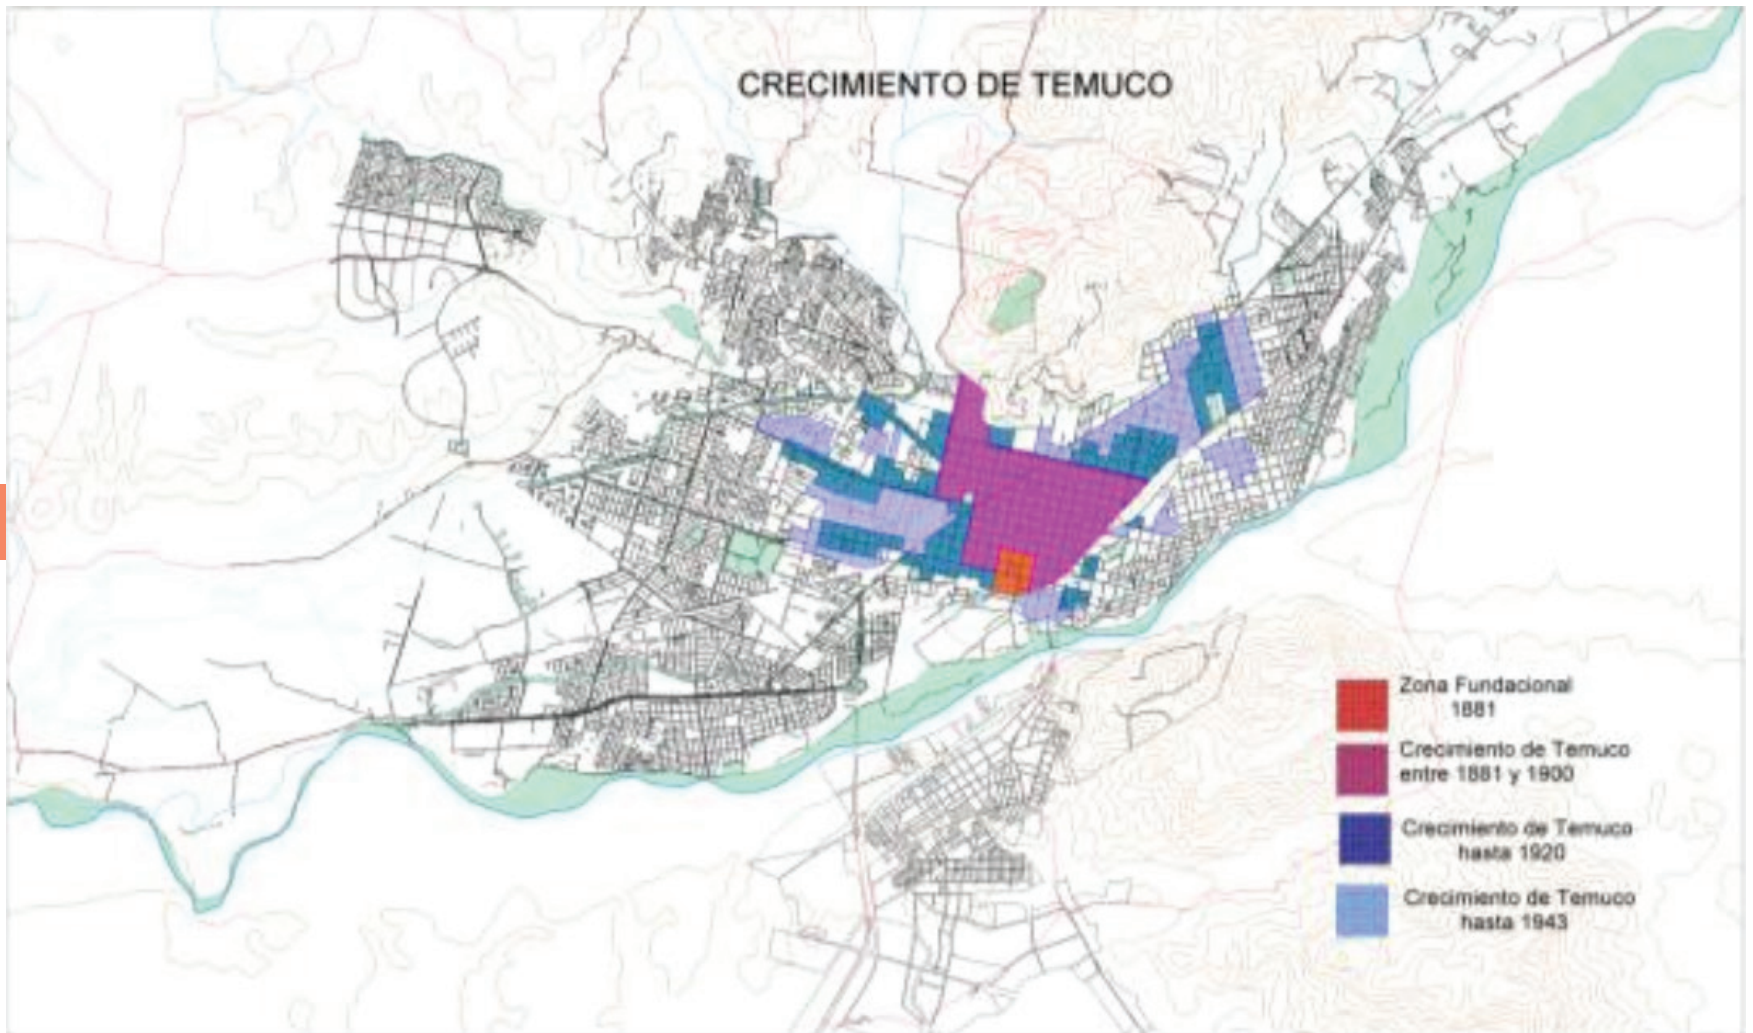 CRECIMIENTO DE TEMUCO
Zona Fundacional
1881
Crecimiento de Temuco
entre 1881 y 1900
Crecimiento de Temuco
hasta 1920
Crecimiento de Temuco
hasta 1943